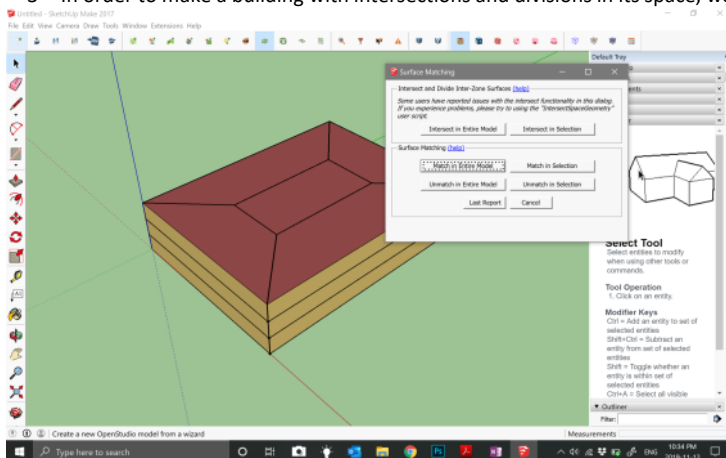 In order to make a building with intersections and divisions in its space, we
Untitled - SketchUp Make 2017
File Edit View Camera Draw Tools Window Extensions Help
Default Tray
Surface Matching
Intersect and Divide Inter-Zone Surfaces (help)
Some users have reported issues with the intersect functionality in this dialog.
If you experience problems, please try to using the "IntersectSpaceGeometry"
user script.
Intersect in Entire Model
Intersect in Selection
Surface Matching (help)
Match in Entire Model
Match in Selection
Unmatch in Entire Model
Unmatch in Selection
Last Report
Cancel
Select Tool
Select entities to modify
when using other tools or
commands.
Tool Operation
1. Click on an entity.
Modifier Keys
Ctrl = Add an entity to set of
selected entities
Shift+Ctrl = Subtract an
entity from set of selected
entities
Shift = Toggle whether an
entity is within set of
selected entities
Ctrl+A = Select all visible
Outliner
Filter:
Create a new OpenStudio model from a wizard
Measurements
Type here to search
ENG
10:34 PM